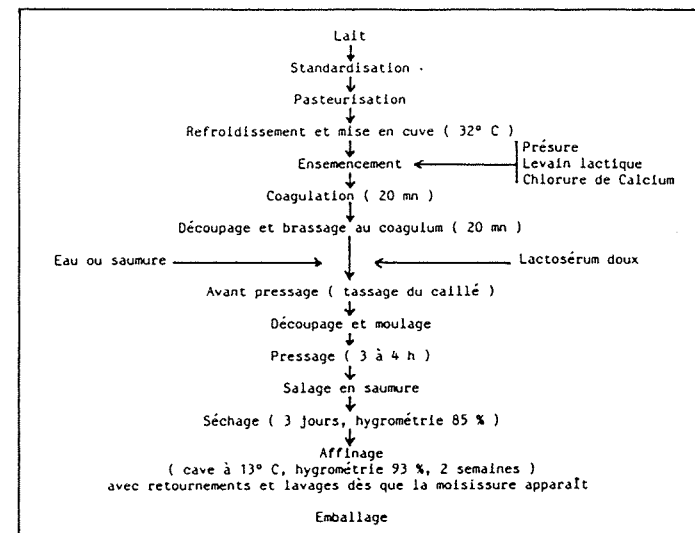 Lait
Standardisation
Pasteurisation
Refroidissement et mise en cuve ( 32° C )
Présure
Ensemencement
Levain lactique
Chlorure de Calcium
Coagulation ( 20 mn )
Découpage et brassage au coagulum ( 20 mn )
Eau ou saumure
Lactosérum doux
Avant pressage ( tassage du caillé )
Découpage et moulage
Pressage ( 3 à 4 h )
Salage en saumure
Séchage ( 3 jours, hygrométrie 85 % )
Affinage
( cave à 13° C, hygrométrie 93 %, 2 semaines )
avec retournements et lavages dès que la moisissure apparaît
Emballage